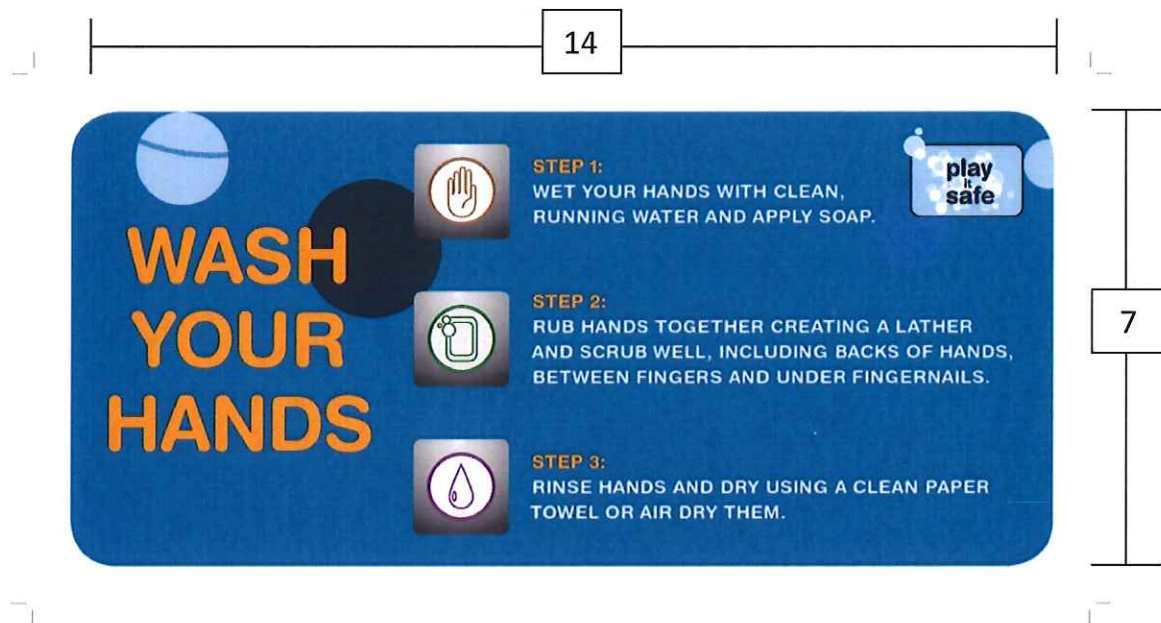 14
WASH
YOUR
HANDS
STEP 1:
WET YOUR HANDS WITH CLEAN,
RUNNING WATER AND APPLY SOAP.
play
it
safe
STEP 2:
RUB HANDS TOGETHER CREATING A LATHER
AND SCRUB WELL, INCLUDING BACKS OF HANDS,
BETWEEN FINGERS AND UNDER FINGERNAILS.
STEP 3:
RINSE HANDS AND DRY USING A CLEAN PAPER
TOWEL OR AIR DRY THEM.
7